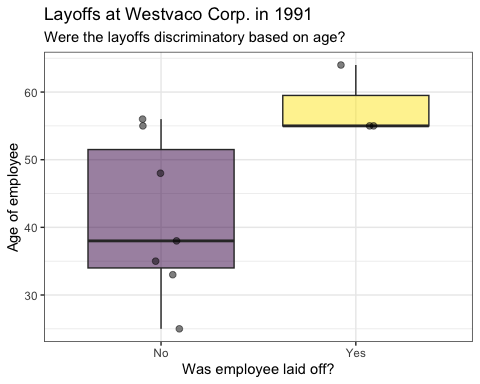 Layoffs at Westvaco Corp. in 1991
Were the layoffs discriminatory based on age?
Age of employee
60
50
40
30
No
Yes
Was employee laid off?